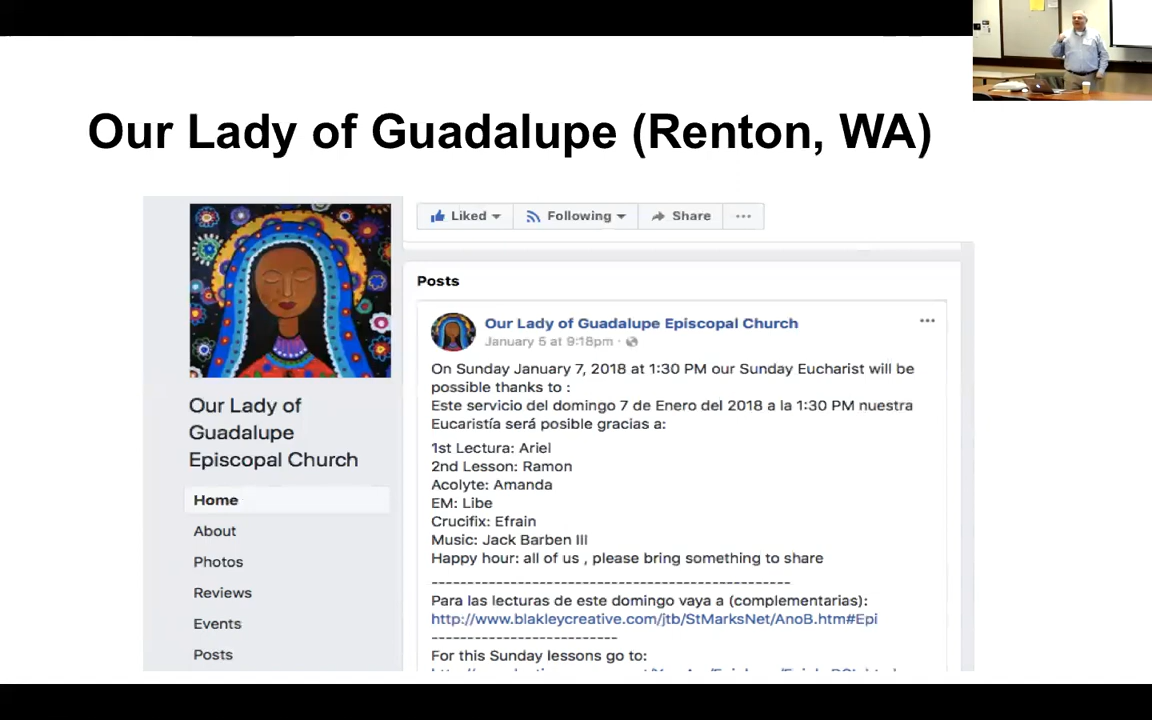 Our Lady of Guadalupe (Renton, WA)
Liked Following Share
Our Lady of
Guadalupe
Episcopal Church
Home
About
Photos
Reviews
Events
Posts
Posts
Our Lady of Guadalupe Episcopal Church
January 5 at 9:18pm ·
On Sunday January 7, 2018 at 1:30 PM our Sunday Eucharist will be
possible thanks to :
Este servicio del domingo 7 de Enero del 2018 a la 1:30 PM nuestra
Eucaristía será posible gracias a:
1st Lectura: Ariel
2nd Lesson: Ramon
Acolyte: Amanda
EM: Libe
Crucifix: Efrain
Music: Jack Barben III
Happy hour: all of us , please bring something to share
--------------------------------------------------
Para las lecturas de este domingo vaya a (complementarias):
http://www.blakleycreative.com/jtb/StMarksNet/AnoB.htm#Epi
--------------------------
For this Sunday lessons go to: